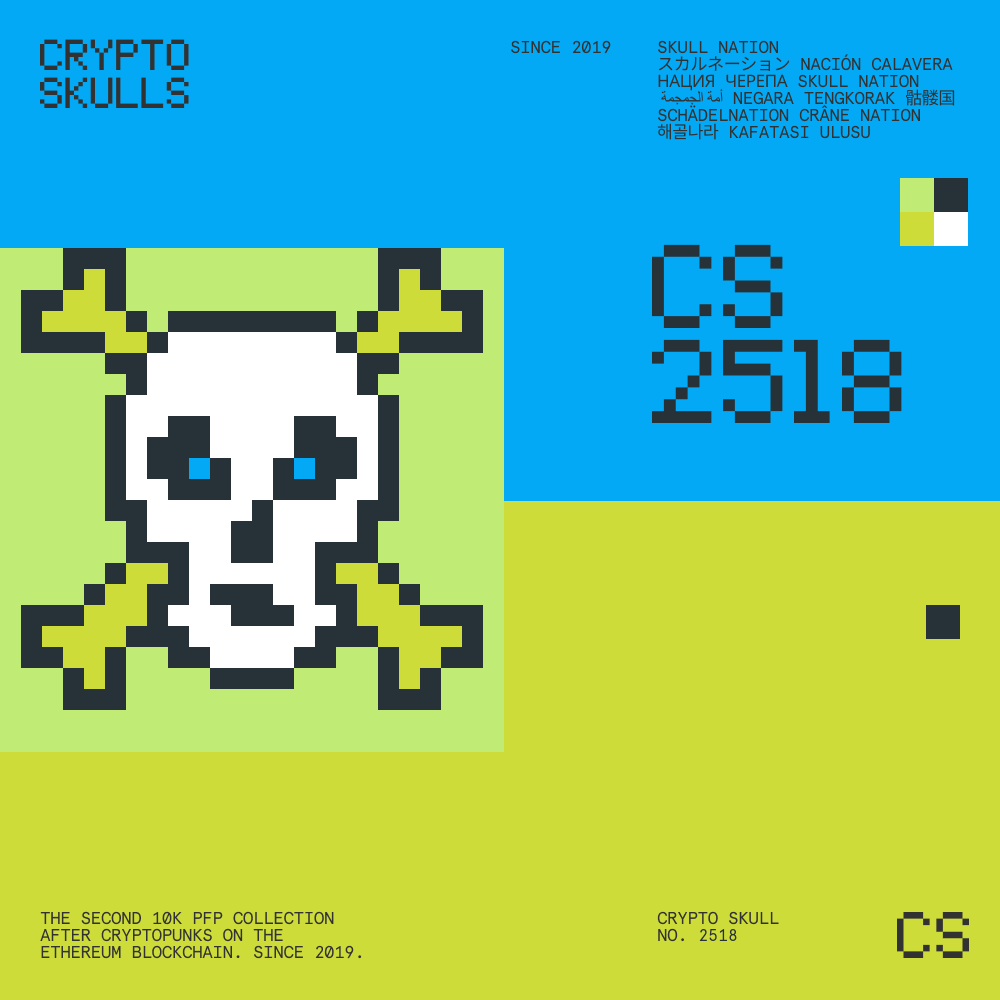 CRYPTO
SKULLS
SINCE 2019
SKULL NATION
スカルネーション NACIÓN CALAVERA
НАЦИЯ ЧЕРЕПА SKULL NATION
أمة الجمجمة NEGARA TENGKORAK 骷髅国
SCHÄDELNATION CRÂNE NATION
해골나라 KAFATASI ULUSU
CS
2518
THE SECOND 10K PFP COLLECTION
AFTER CRYPTOPUNKS ON THE
ETHEREUM BLOCKCHAIN. SINCE 2019.
CRYPTO SKULL
NO. 2518
CS